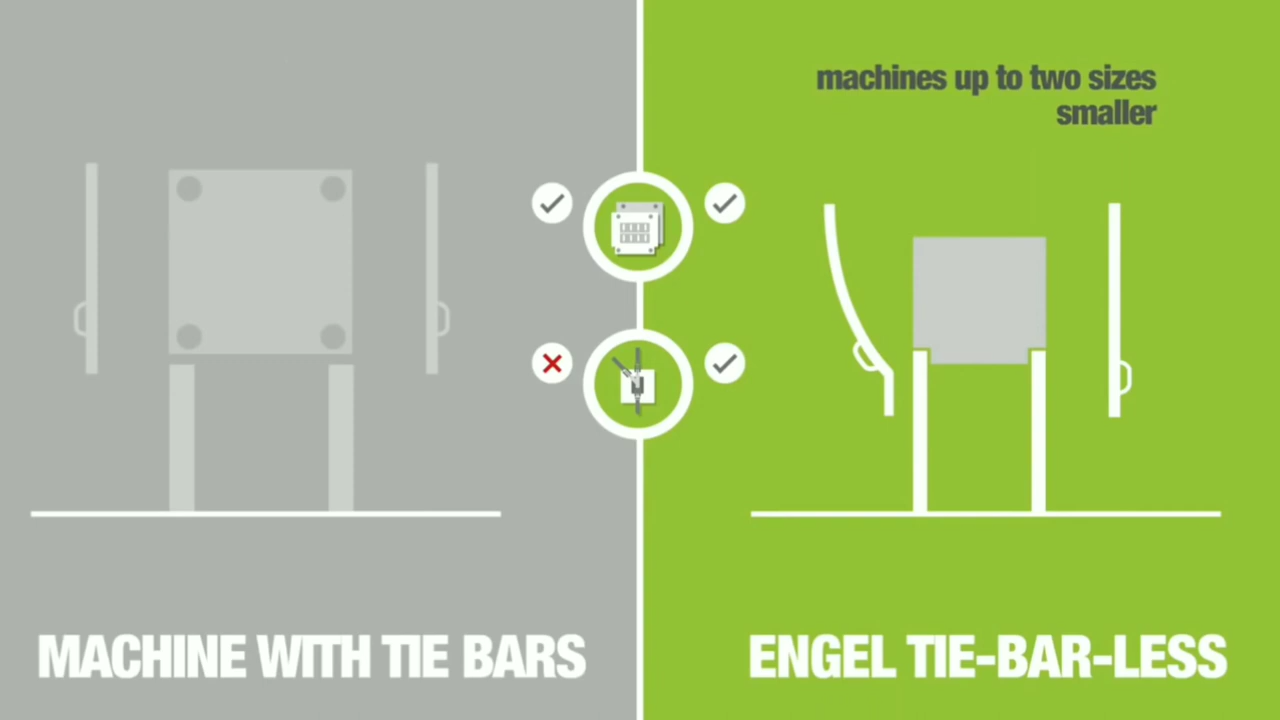 machines up to two sizes
smaller
MACHINE WITH TIE BARS
ENGEL TIE-BAR-LESS